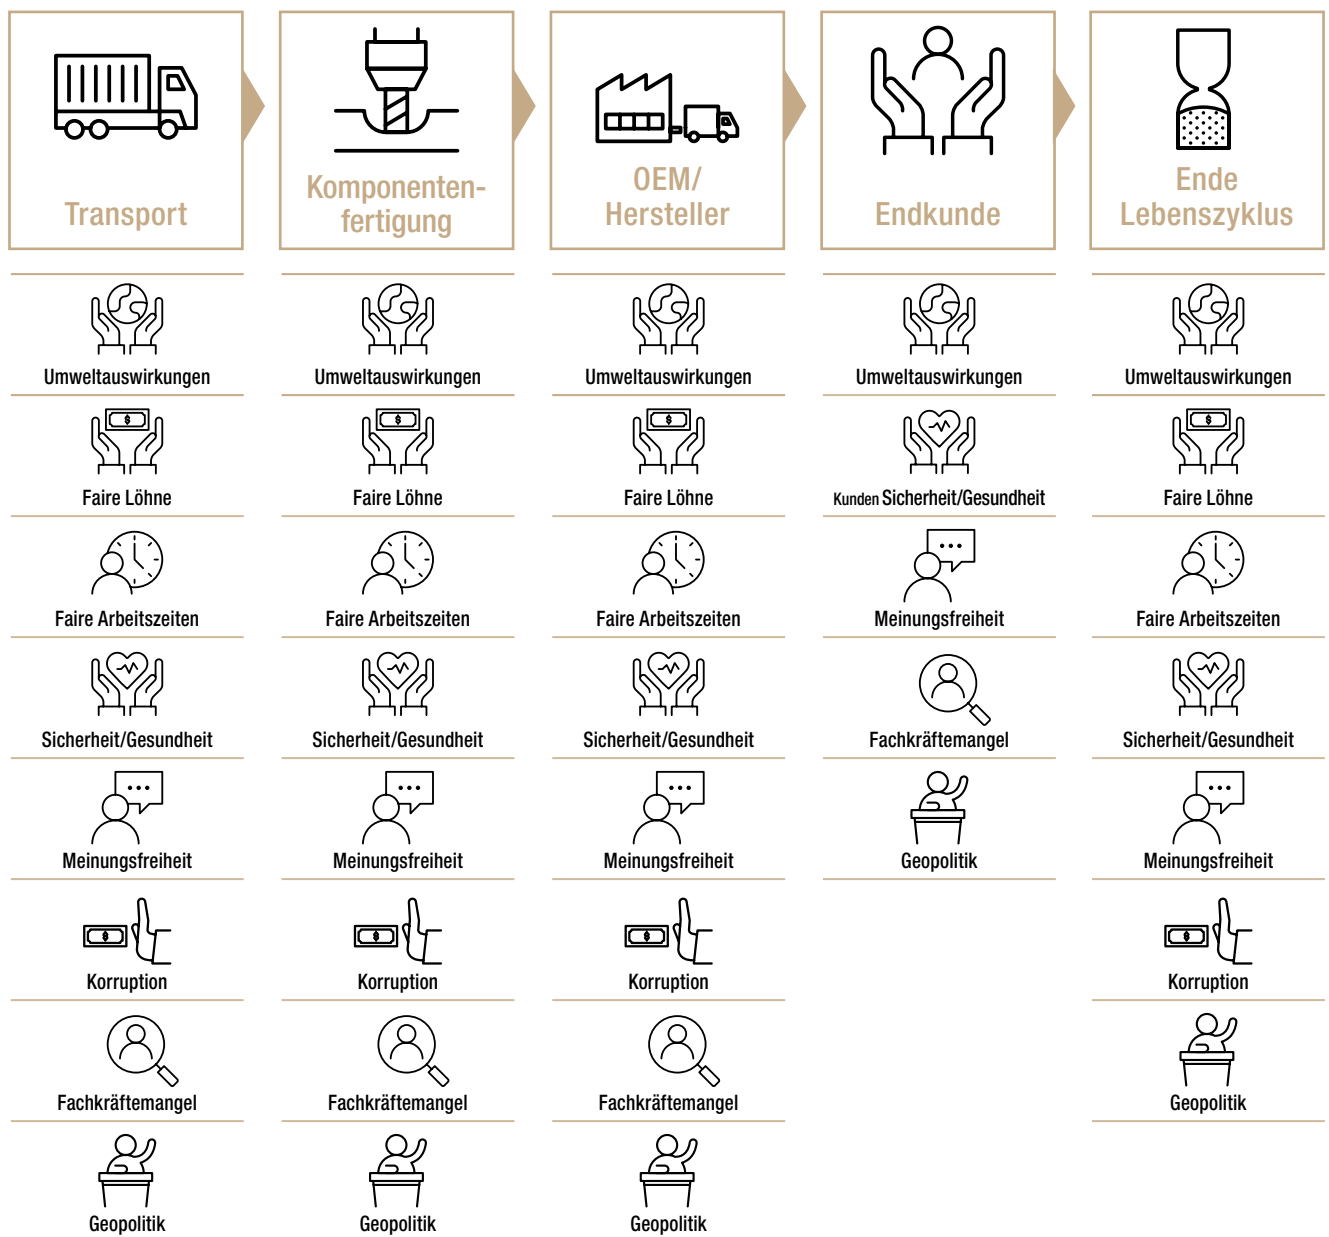 Transport
Komponenten-
fertigung
OEM/
Hersteller
Endkunde
Ende
Lebenszyklus
Umweltauswirkungen
Faire Löhne
Faire Arbeitszeiten
Sicherheit/Gesundheit
Meinungsfreiheit
Korruption
Fachkräftemangel
Geopolitik
Umweltauswirkungen
Faire Löhne
Faire Arbeitszeiten
Sicherheit/Gesundheit
Meinungsfreiheit
Korruption
Fachkräftemangel
Geopolitik
Umweltauswirkungen
Faire Löhne
Faire Arbeitszeiten
Sicherheit/Gesundheit
Meinungsfreiheit
Korruption
Fachkräftemangel
Geopolitik
Umweltauswirkungen
Kunden Sicherheit/Gesundheit
Meinungsfreiheit
Fachkräftemangel
Geopolitik
Umweltauswirkungen
Faire Löhne
Faire Arbeitszeiten
Sicherheit/Gesundheit
Meinungsfreiheit
Korruption
Geopolitik